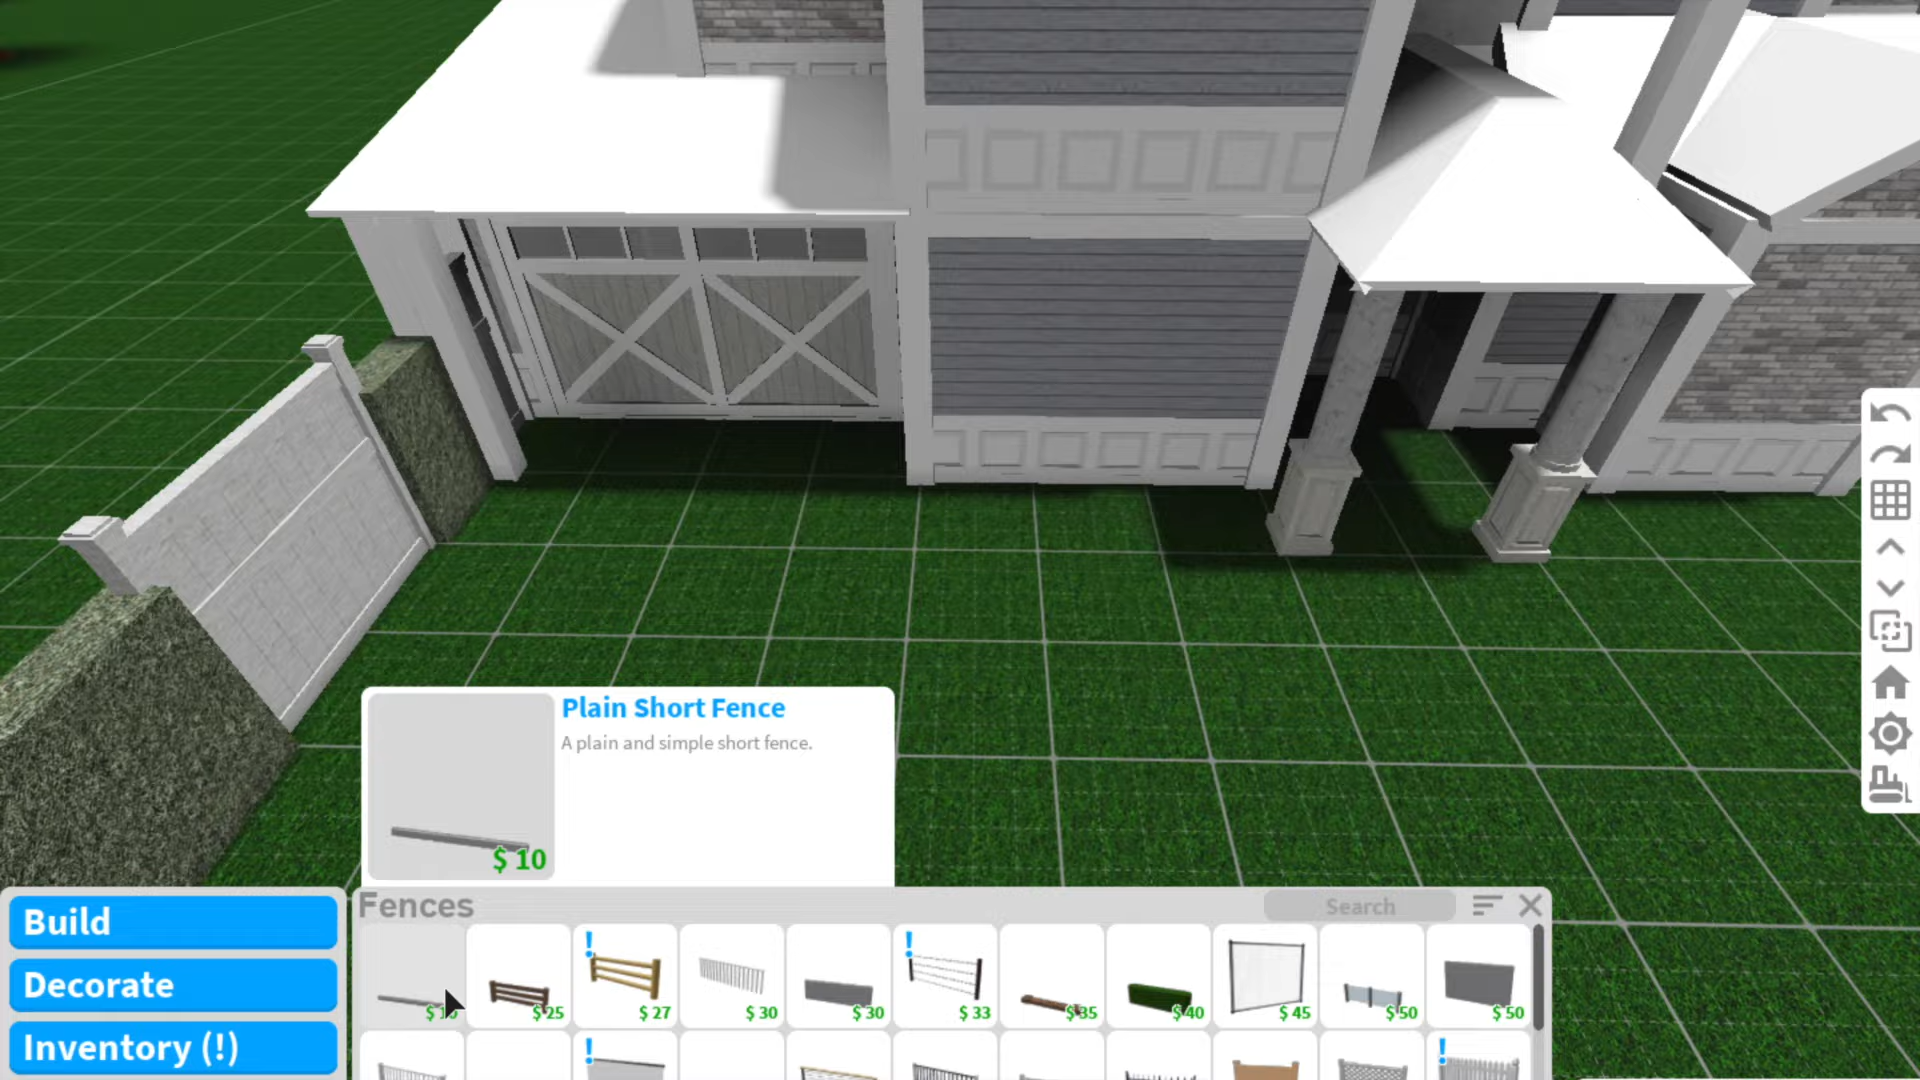 Plain Short Fence
A plain and simple short fence.
$ 10
Fences
Search
Build
Decorate
Inventory (!)
$ 10
$ 25
! $ 27
$ 30
$ 30
! $ 33
$ 35
$ 40
$ 45
$ 50
$ 50
!
!